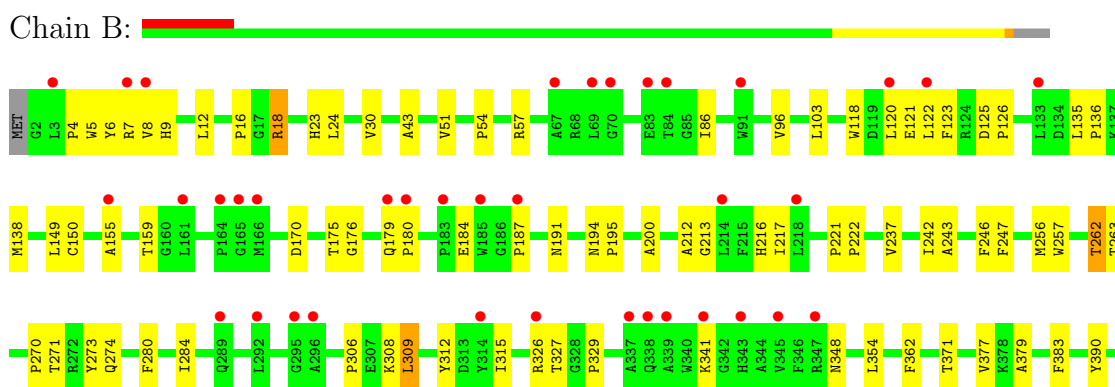 Chain B:
MET G2 L3 P4 W5 Y6 R7 V8 H9 L12 P16 G17 R18 H23 L24 V30 A43 V51 P54 R57 A67 R68 L69 G70 E83 T84 G85 I86 W91 V96 L103 W118 D119 L120 E121 L122 F123 R124 D125 P126 L133 D134 L135 P136 K137
M138 L149 C150 A155 T159 G160 L161 P164 G165 M166 D170 T175 G176 Q179 P180 P183 E184 W185 G186 P187 N191 N194 P195 A200 A212 G213 L214 F215 H216 I217 L218 P221 P222 V237 I242 A243 F246 F247 M256 W257 T262 T263
P270 T271 R272 Y273 Q274 F280 I284 Q289 L292 G295 A296 P306 E307 K308 L309 Y312 D313 Y314 I315 R326 T327 G328 P329 A337 Q338 A339 W340 K341 G342 H343 A344 V345 F346 R347 N348 L354 F362 T371 V377 K378 A379 F383 Y390